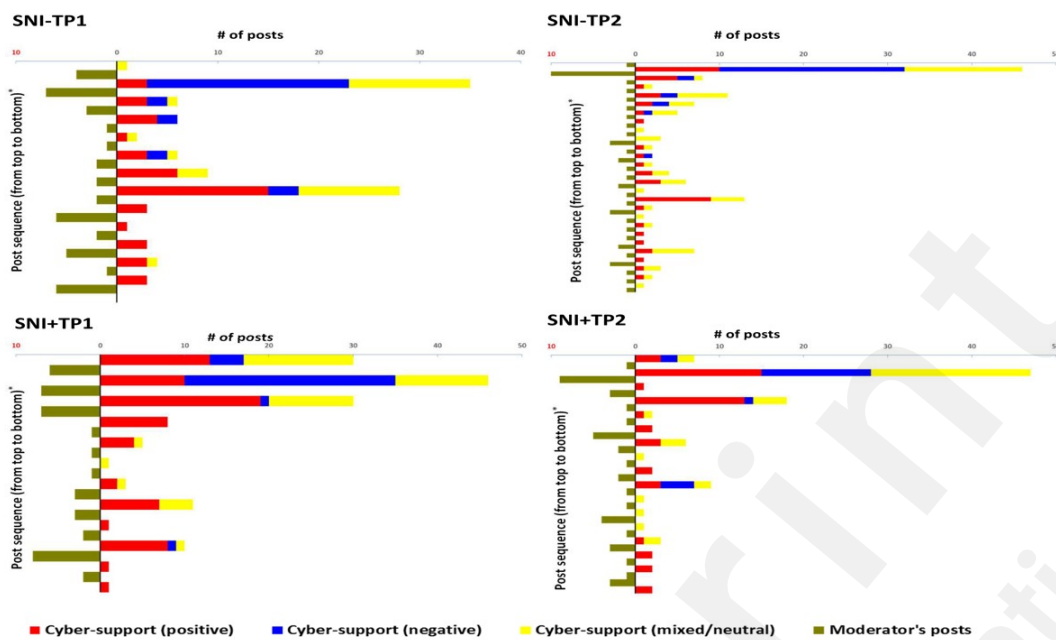 SNI-TP1
# of posts
10 0 10 20 30 40
Post sequence (from top to bottom)*
SNI-TP2
# of posts
10 0 10 20 30 40 50
Post sequence (from top to bottom)*
SNI+TP1
# of posts
10 0 10 20 30 40 50
Post sequence (from top to bottom)*
SNI+TP2
# of posts
10 0 10 20 30 40
Post sequence (from top to bottom)*
Cyber-support (positive) Cyber-support (negative) Cyber-support (mixed/neutral) Moderator's posts